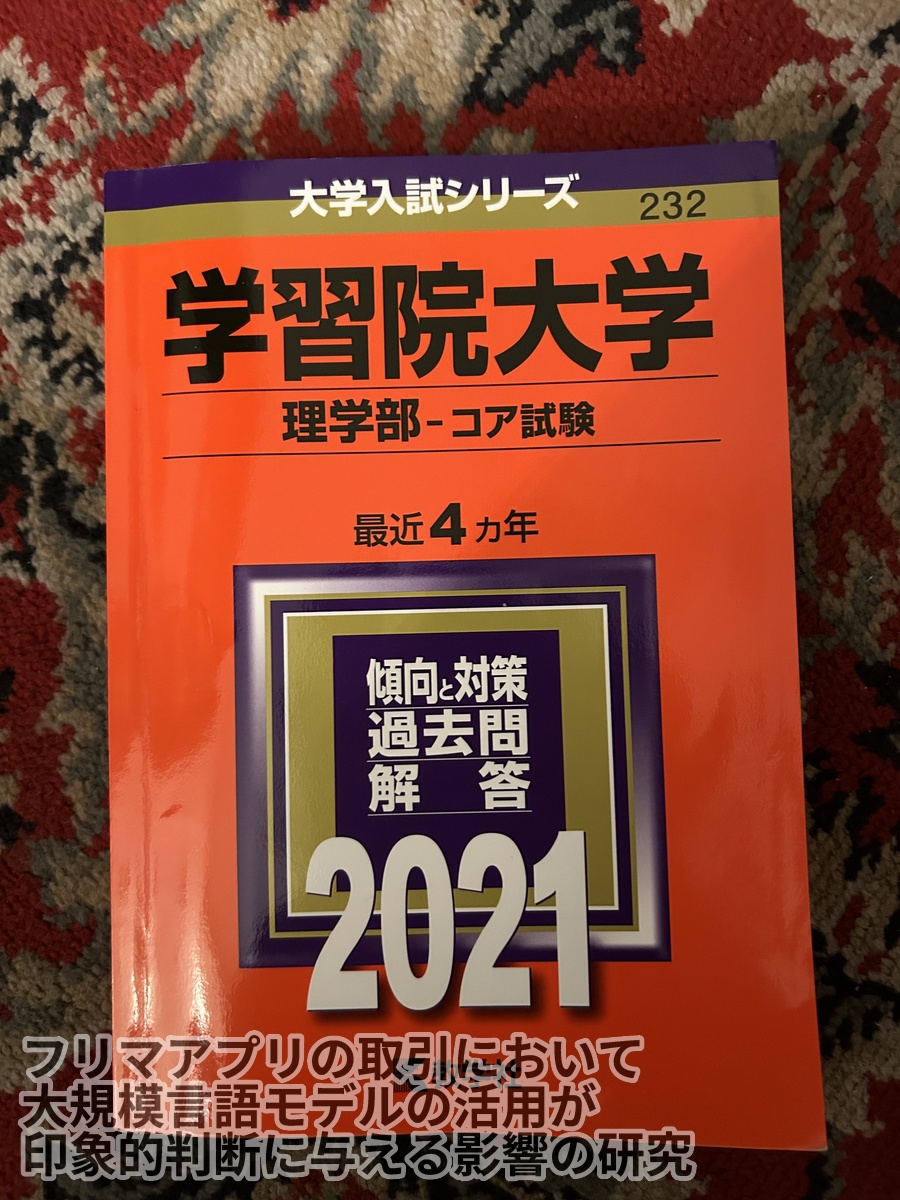 大学入試シリーズ
232
学習院大学
理学部-コア試験
最近4カ年
傾向と対策
過去問
解答
2021
教学社
フリマアプリの取引において
大規模言語モデルの活用が
印象的判断に与える影響の研究